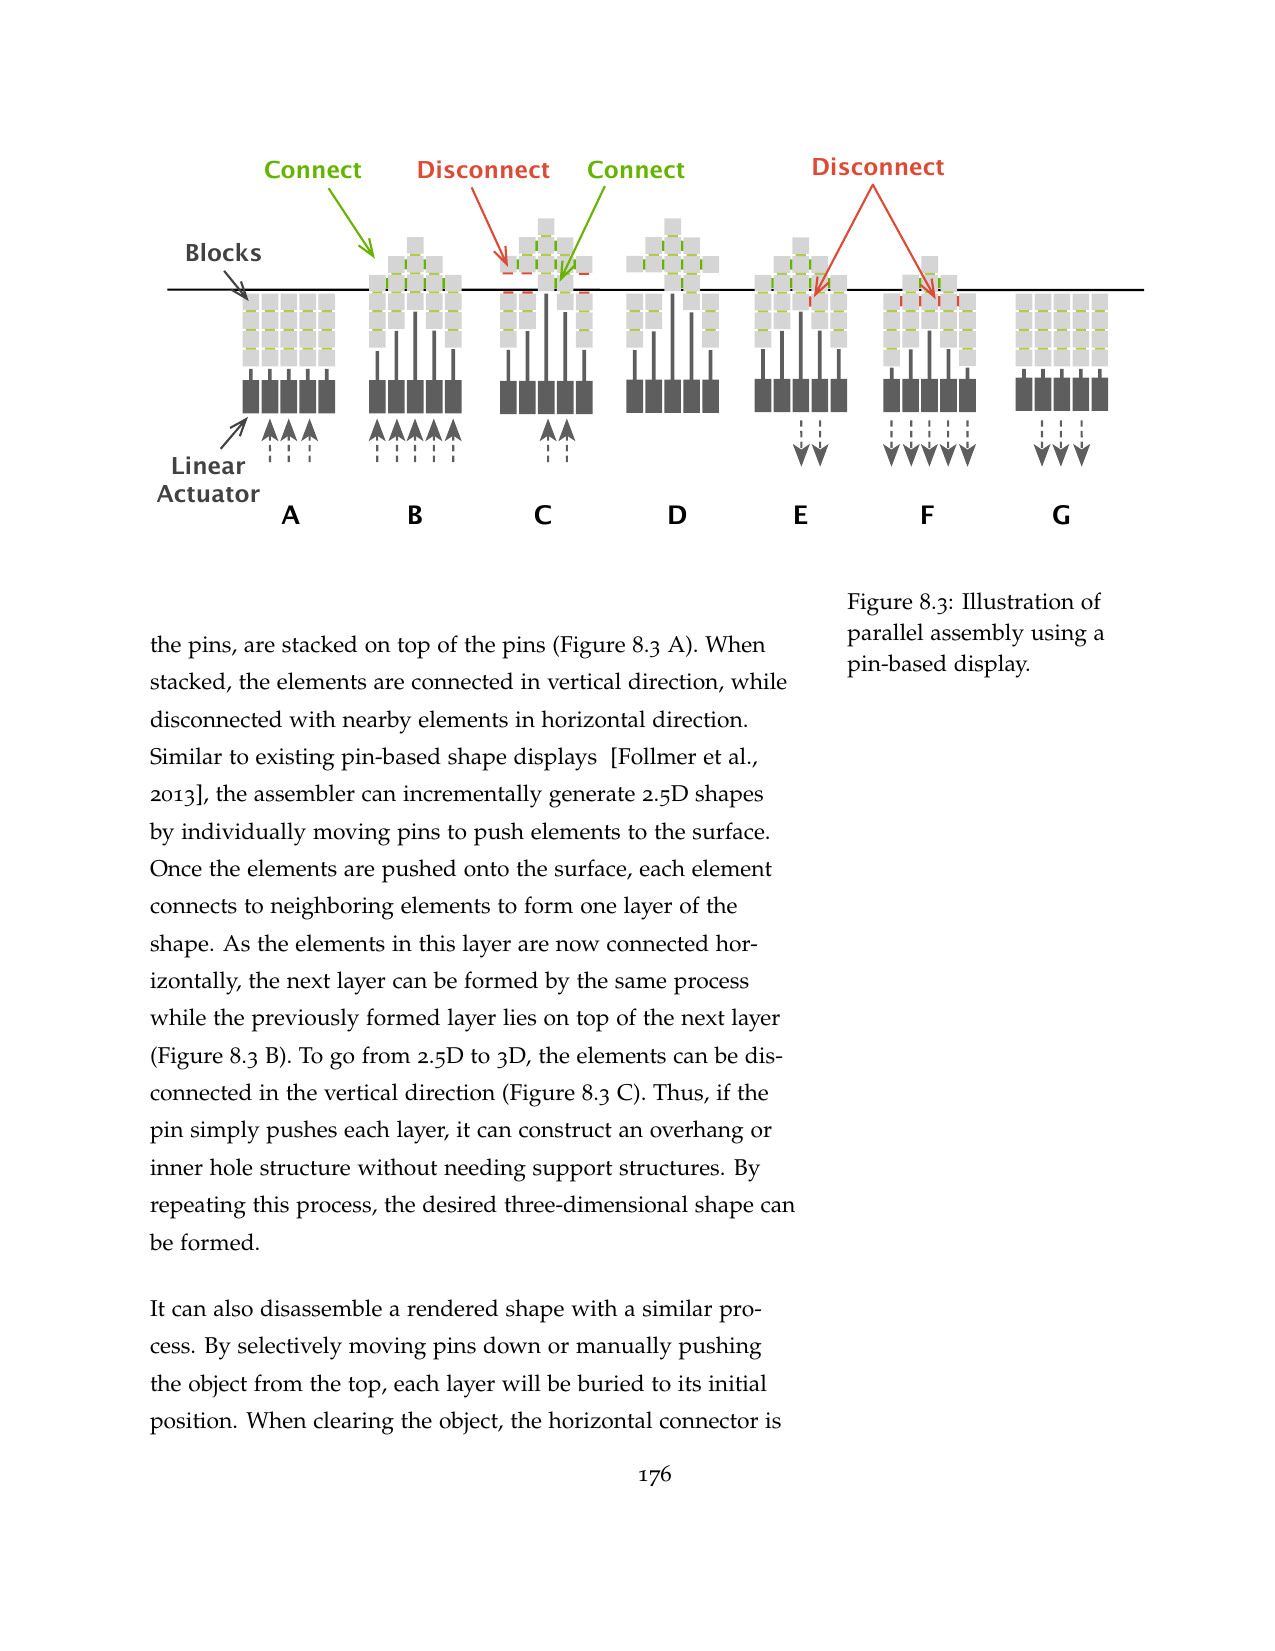 Connect
Disconnect
Connect
Disconnect
Blocks
Linear
Actuator
A
B
C
D
E
F
G
Figure 8.3: Illustration of
parallel assembly using a
pin-based display.
the pins, are stacked on top of the pins (Figure 8.3 A). When
stacked, the elements are connected in vertical direction, while
disconnected with nearby elements in horizontal direction.
Similar to existing pin-based shape displays [Follmer et al.,
2013], the assembler can incrementally generate 2.5D shapes
by individually moving pins to push elements to the surface.
Once the elements are pushed onto the surface, each element
connects to neighboring elements to form one layer of the
shape. As the elements in this layer are now connected hor-
izontally, the next layer can be formed by the same process
while the previously formed layer lies on top of the next layer
(Figure 8.3 B). To go from 2.5D to 3D, the elements can be dis-
connected in the vertical direction (Figure 8.3 C). Thus, if the
pin simply pushes each layer, it can construct an overhang or
inner hole structure without needing support structures. By
repeating this process, the desired three-dimensional shape can
be formed.
It can also disassemble a rendered shape with a similar pro-
cess. By selectively moving pins down or manually pushing
the object from the top, each layer will be buried to its initial
position. When clearing the object, the horizontal connector is
176